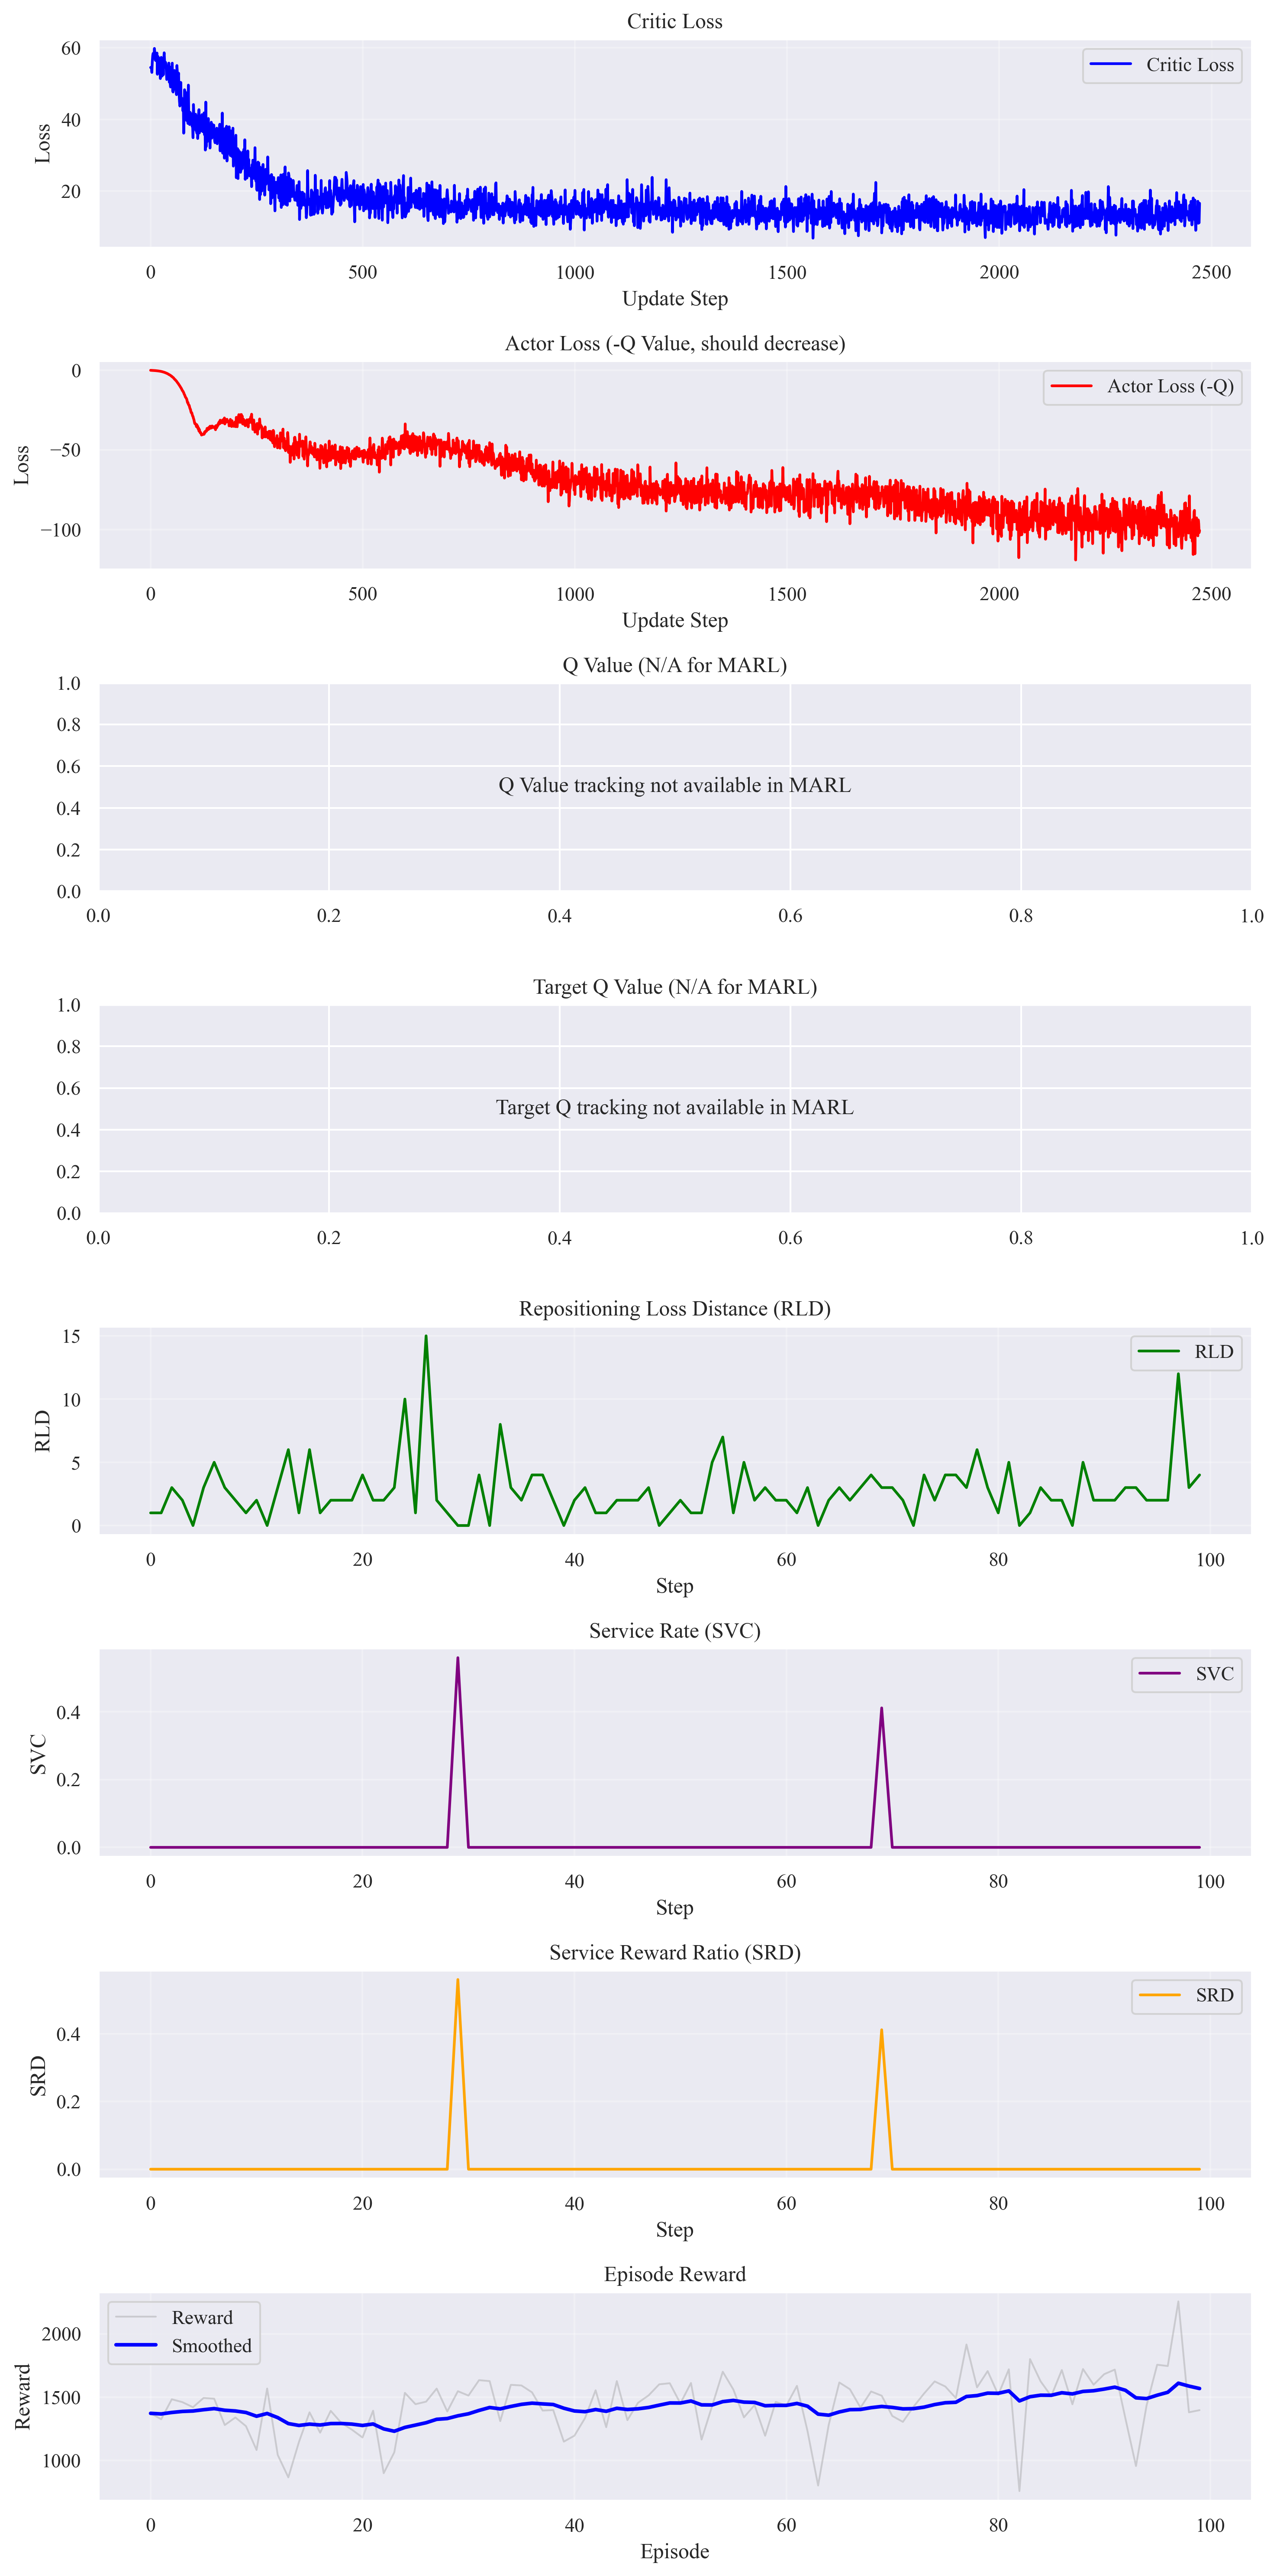 Critic Loss
60
40
20
Loss
Critic Loss
0 500 1000 1500 2000 2500
Update Step
Actor Loss (-Q Value, should decrease)
0
−50
−100
Loss
Actor Loss (-Q)
0 500 1000 1500 2000 2500
Update Step
Q Value (N/A for MARL)
1.0
0.8
0.6
Q Value tracking not available in MARL
0.4
0.2
0.0
0.0 0.2 0.4 0.6 0.8 1.0
Target Q Value (N/A for MARL)
1.0
0.8
0.6
Target Q tracking not available in MARL
0.4
0.2
0.0
0.0 0.2 0.4 0.6 0.8 1.0
Repositioning Loss Distance (RLD)
15
10
5
0
RLD
RLD
0 20 40 60 80 100
Step
Service Rate (SVC)
0.4
0.2
0.0
SVC
SVC
0 20 40 60 80 100
Step
Service Reward Ratio (SRD)
0.4
0.2
0.0
SRD
SRD
0 20 40 60 80 100
Step
Episode Reward
2000
1500
1000
Reward
Reward
Smoothed
0 20 40 60 80 100
Episode